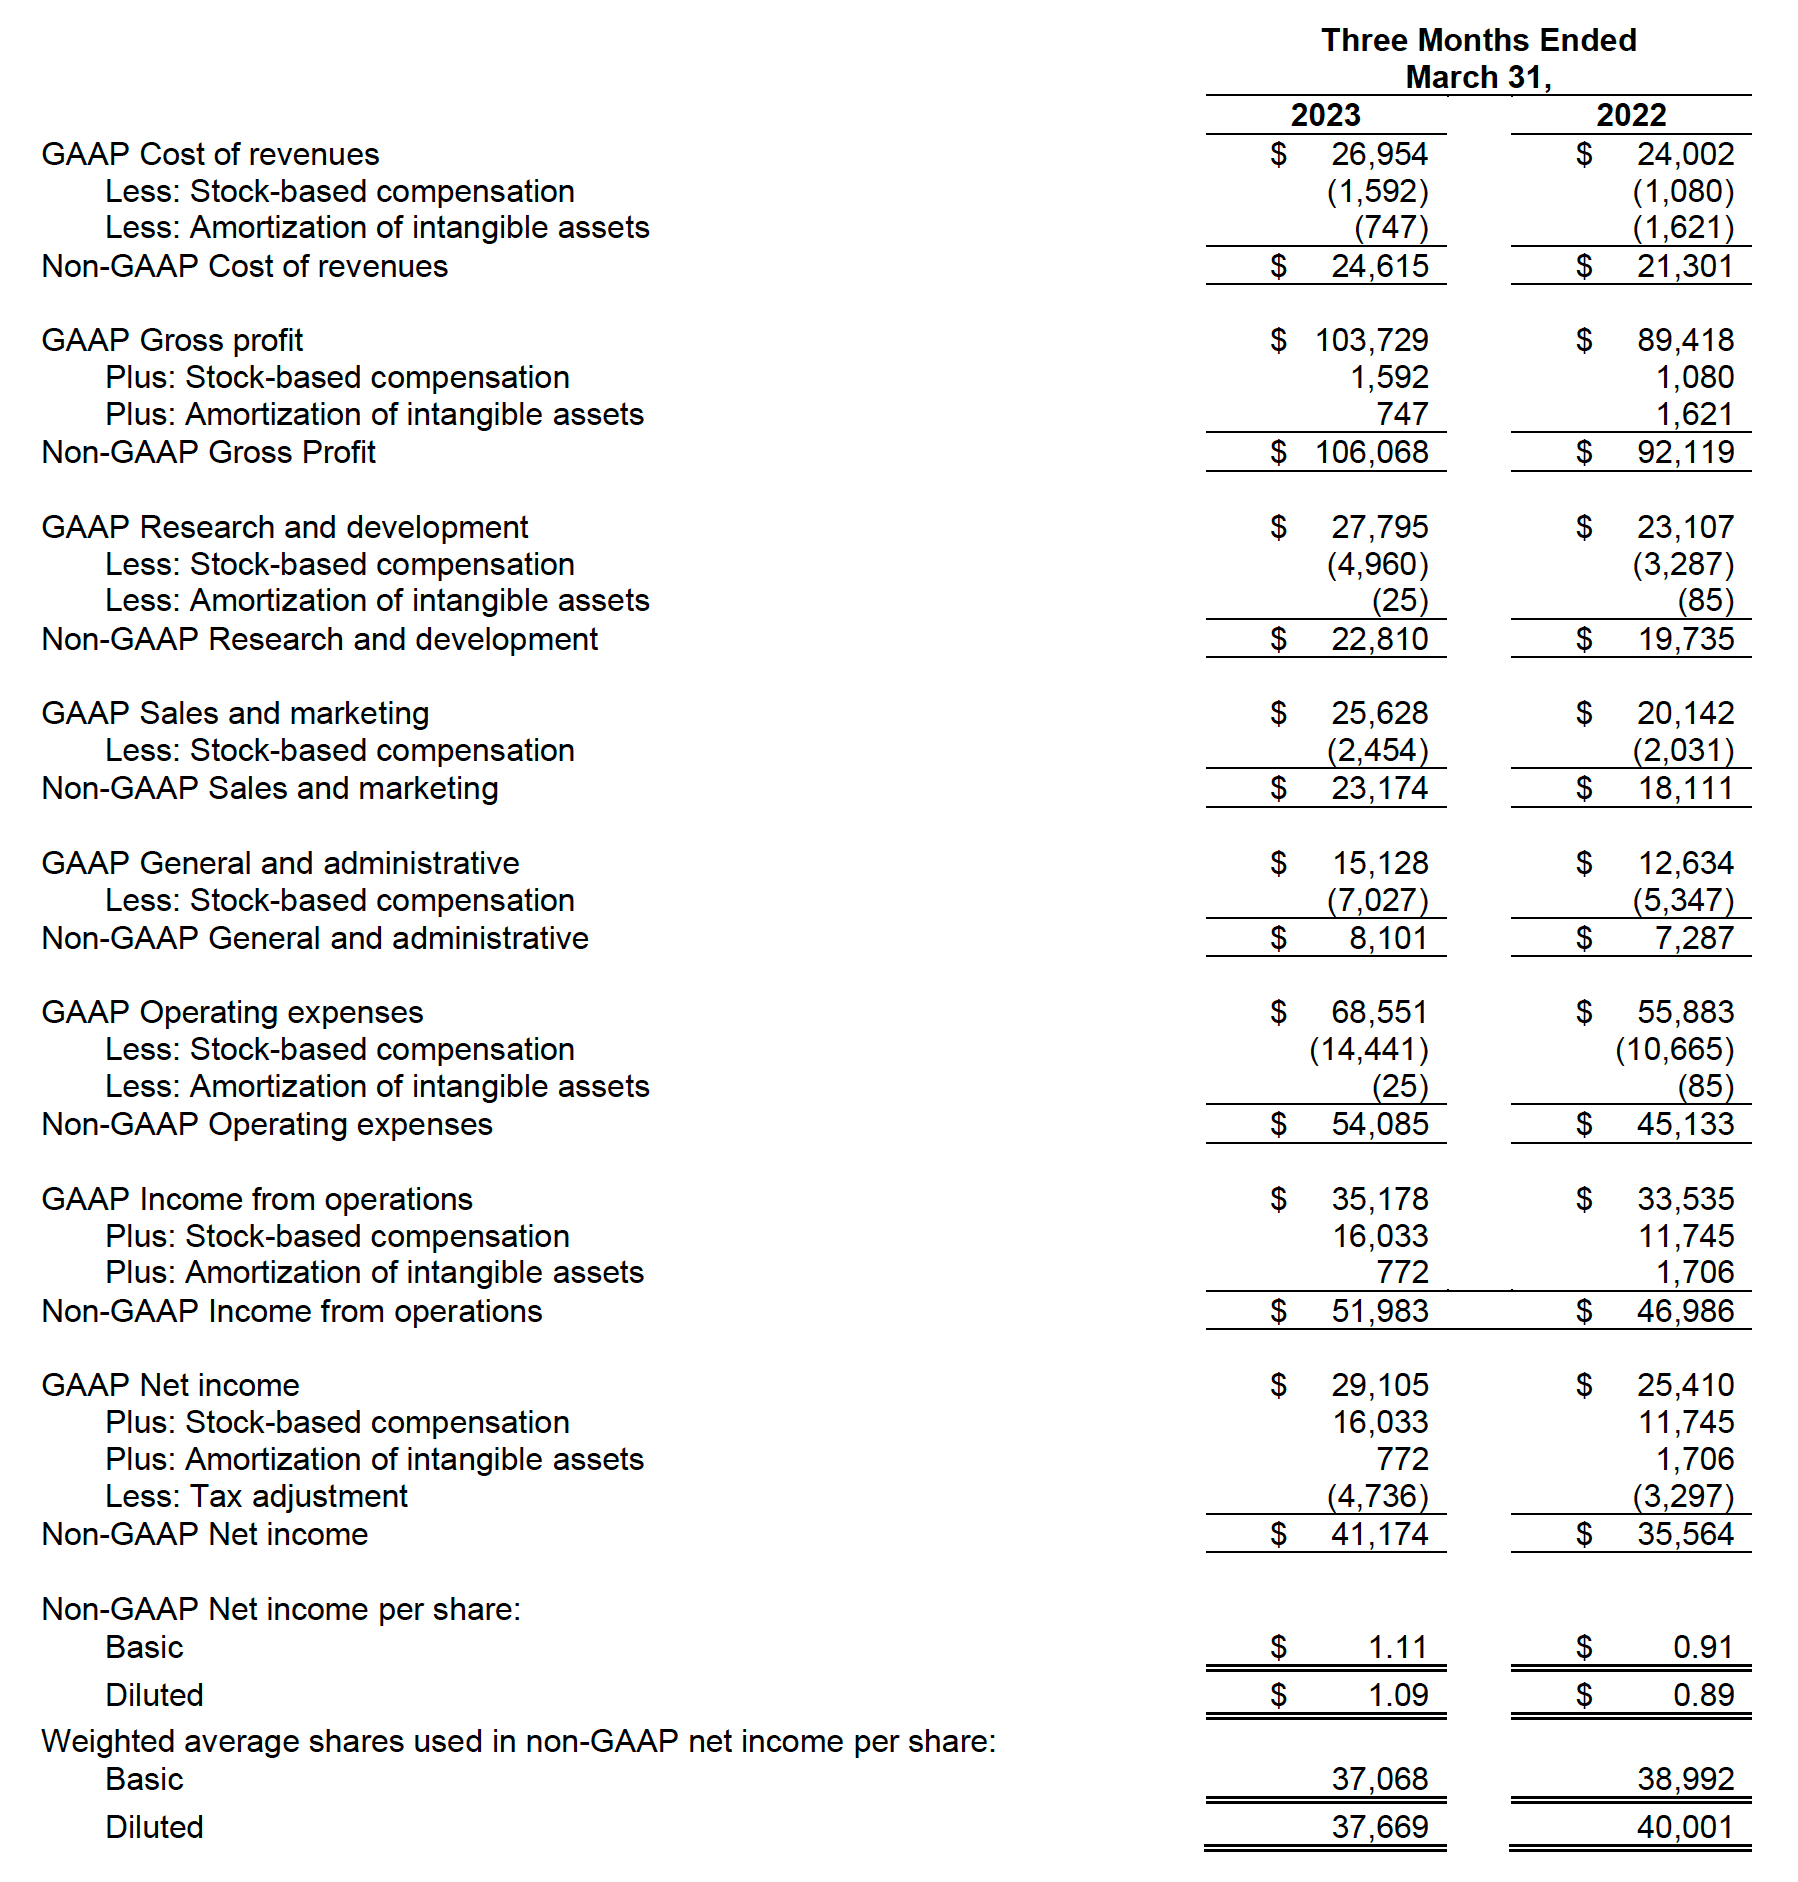 Three Months Ended
March 31,
2023 2022
GAAP Cost of revenues $ 26,954 $ 24,002
Less: Stock-based compensation (1,592) (1,080)
Less: Amortization of intangible assets (747) (1,621)
Non-GAAP Cost of revenues $ 24,615 $ 21,301
GAAP Gross profit $ 103,729 $ 89,418
Plus: Stock-based compensation 1,592 1,080
Plus: Amortization of intangible assets 747 1,621
Non-GAAP Gross Profit $ 106,068 $ 92,119
GAAP Research and development $ 27,795 $ 23,107
Less: Stock-based compensation (4,960) (3,287)
Less: Amortization of intangible assets (25) (85)
Non-GAAP Research and development $ 22,810 $ 19,735
GAAP Sales and marketing $ 25,628 $ 20,142
Less: Stock-based compensation (2,454) (2,031)
Non-GAAP Sales and marketing $ 23,174 $ 18,111
GAAP General and administrative $ 15,128 $ 12,634
Less: Stock-based compensation (7,027) (5,347)
Non-GAAP General and administrative $ 8,101 $ 7,287
GAAP Operating expenses $ 68,551 $ 55,883
Less: Stock-based compensation (14,441) (10,665)
Less: Amortization of intangible assets (25) (85)
Non-GAAP Operating expenses $ 54,085 $ 45,133
GAAP Income from operations $ 35,178 $ 33,535
Plus: Stock-based compensation 16,033 11,745
Plus: Amortization of intangible assets 772 1,706
Non-GAAP Income from operations $ 51,983 $ 46,986
GAAP Net income $ 29,105 $ 25,410
Plus: Stock-based compensation 16,033 11,745
Plus: Amortization of intangible assets 772 1,706
Less: Tax adjustment (4,736) (3,297)
Non-GAAP Net income $ 41,174 $ 35,564
Non-GAAP Net income per share:
Basic $ 1.11 $ 0.91
Diluted $ 1.09 $ 0.89
Weighted average shares used in non-GAAP net income per share:
Basic 37,068 38,992
Diluted 37,669 40,001